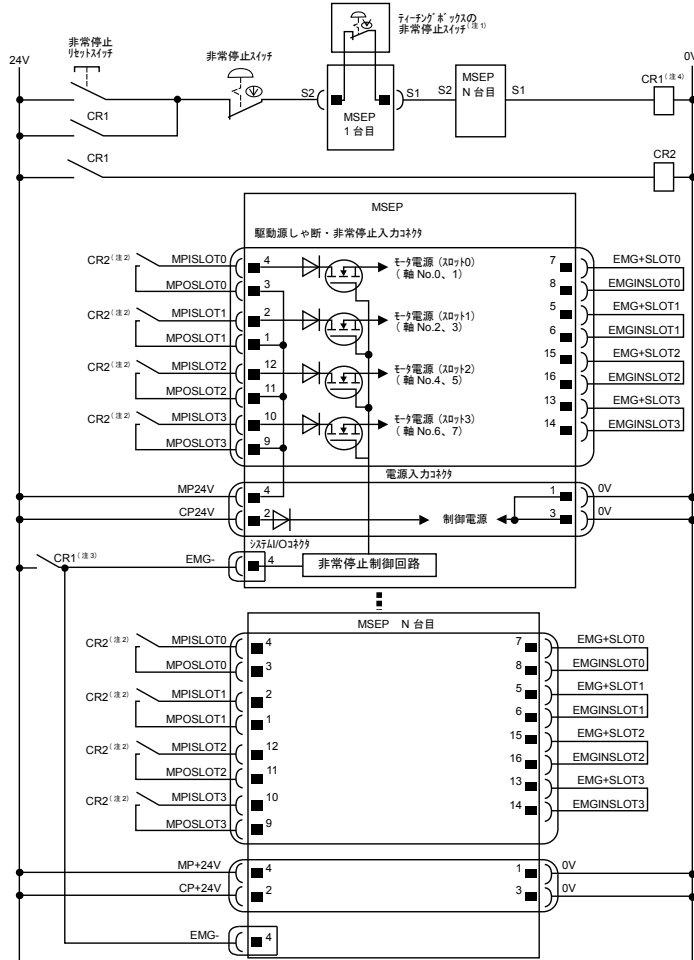 ティーチングボックスの
非常停止スイッチ(注1)
非常停止
リセットスイッチ
24V
非常停止スイッチ
0V
S2
MSEP
1台目
S1
S2
MSEP
N台目
S1
CR1(注4)
CR1
CR1
CR2
MSEP
駆動源しゃ断・非常停止入力コネクタ
CR2(注2)
MPISLOT0
4
モータ電源(スロット0)
(軸No.0、1)
7
EMG+SLOT0
MPOSLOT0
3
8
EMGINSLOT0
CR2(注2)
MPISLOT1
2
モータ電源(スロット1)
(軸No.2、3)
5
EMG+SLOT1
MPOSLOT1
1
6
EMGINSLOT1
CR2(注2)
MPISLOT2
12
モータ電源(スロット2)
(軸No.4、5)
15
EMG+SLOT2
MPOSLOT2
11
16
EMGINSLOT2
CR2(注2)
MPISLOT3
10
モータ電源(スロット3)
(軸No.6、7)
13
EMG+SLOT3
MPOSLOT3
9
14
EMGINSLOT3
電源入力コネクタ
MP24V
4
1
0V
CP24V
2
制御電源
3
0V
システムI/Oコネクタ
CR1(注3)
EMG-
4
非常停止制御回路
MSEP N台目
CR2(注2)
MPISLOT0
4
7
EMG+SLOT0
MPOSLOT0
3
8
EMGINSLOT0
CR2(注2)
MPISLOT1
2
5
EMG+SLOT1
MPOSLOT1
1
6
EMGINSLOT1
CR2(注2)
MPISLOT2
12
15
EMG+SLOT2
MPOSLOT2
11
16
EMGINSLOT2
CR2(注2)
MPISLOT3
10
13
EMG+SLOT3
MPOSLOT3
9
14
EMGINSLOT3
MP+24V
4
1
0V
CP+24V
2
3
0V
EMG-
4